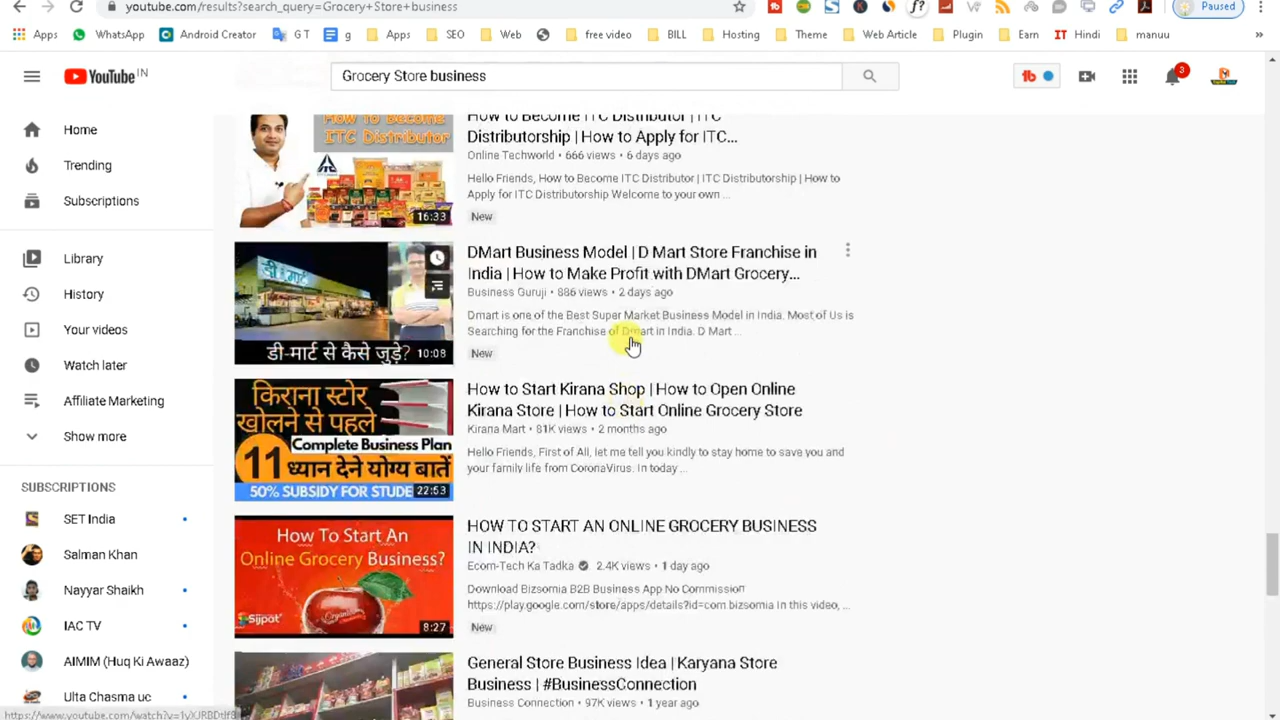 youtube.com/results?search_query=Grocery+Store+business
Paused
Apps
WhatsApp
Android Creator
G T
g
Apps
SEO
Web
free video
BILL
Hosting
Theme
Web Article
Plugin
Earn
IT Hindi
manuu
»
YouTube IN
Grocery Store business
3
Home
Trending
Subscriptions
Library
History
Your videos
Watch later
Affiliate Marketing
Show more
SUBSCRIPTIONS
SET India
Salman Khan
Nayyar Shaikh
IAC TV
AIMIM (Huq Ki Awaaz)
Ulta Chasma uc
How to Become
ITC Distributor
16:33
How to Become ITC Distributor | ITC
Distributorship | How to Apply for ITC...
Online Techworld • 666 views • 6 days ago
Hello Friends, How to Become ITC Distributor | ITC Distributorship | How to
Apply for ITC Distributorship Welcome to your own ...
New
डी मार्ट
डी-मार्ट से कैसे जुड़े?
10:08
DMart Business Model | D Mart Store Franchise in
India | How to Make Profit with DMart Grocery...
Business Guruji • 886 views • 2 days ago
Dmart is one of the Best Super Market Business Model in India. Most of Us is
Searching for the Franchise of Dmart in India. D Mart ...
New
किराना स्टोर
खोलने से पहले
Complete Business Plan
11 ध्यान देने योग्य बातें
50% SUBSIDY FOR STUDE
22:53
How to Start Kirana Shop | How to Open Online
Kirana Store | How to Start Online Grocery Store
Kirana Mart • 81K views • 2 months ago
Hello Friends, First of All, let me tell you kindly to stay home to save you and
your family life from CoronaVirus. In today ...
How To Start An
Online Grocery Business?
Sijpat
8:27
HOW TO START AN ONLINE GROCERY BUSINESS
IN INDIA?
Ecom-Tech Ka Tadka 2.4K views • 1 day ago
Download Bizsomia B2B Business App No Commission
https://play.google.com/store/apps/details?id=com.bizsomia In this video, ...
New
General Store Business Idea | Karyana Store
Business | #BusinessConnection
Business Connection • 97K views • 1 year ago